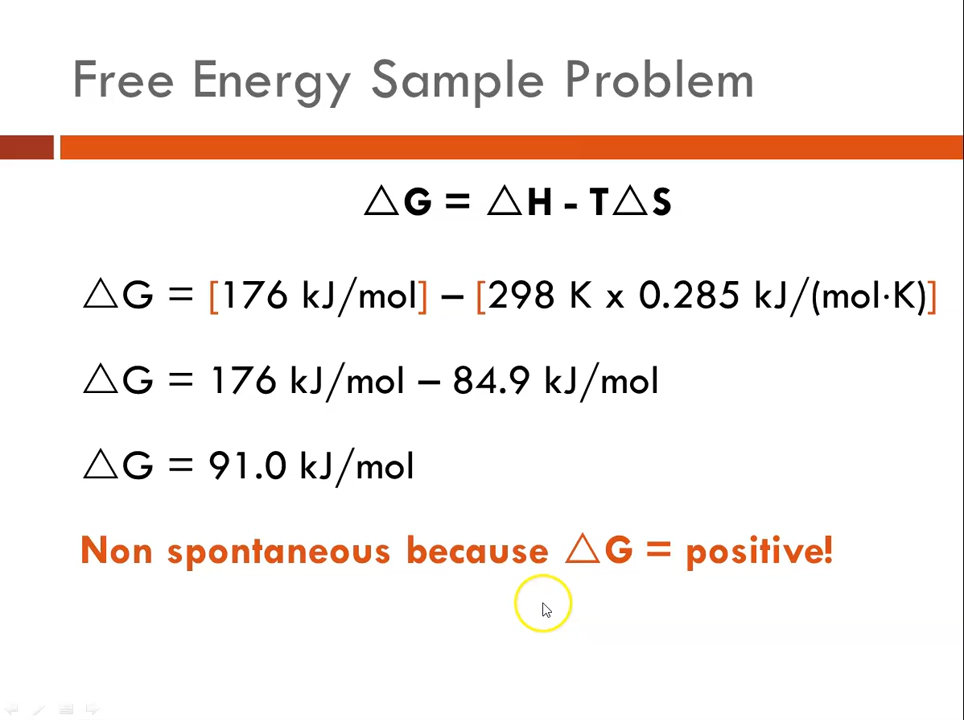 Free Energy Sample Problem
△G = △H - T△S
△G = [176 kJ/mol] – [298 K x 0.285 kJ/(mol·K)]
△G = 176 kJ/mol – 84.9 kJ/mol
△G = 91.0 kJ/mol
Non spontaneous because △G = positive!